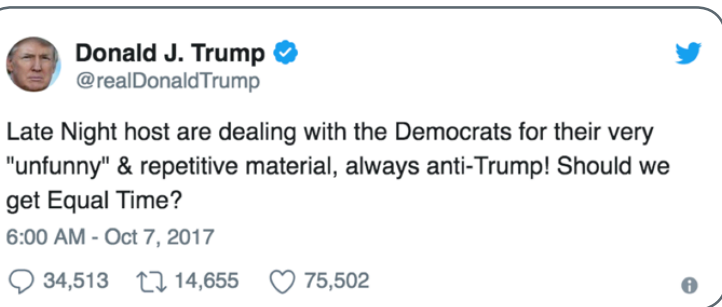 Donald J. Trump
@realDonaldTrump
Late Night host are dealing with the Democrats for their very
"unfunny" & repetitive material, always anti-Trump! Should we
get Equal Time?
6:00 AM - Oct 7, 2017
34,513 14,655 75,502